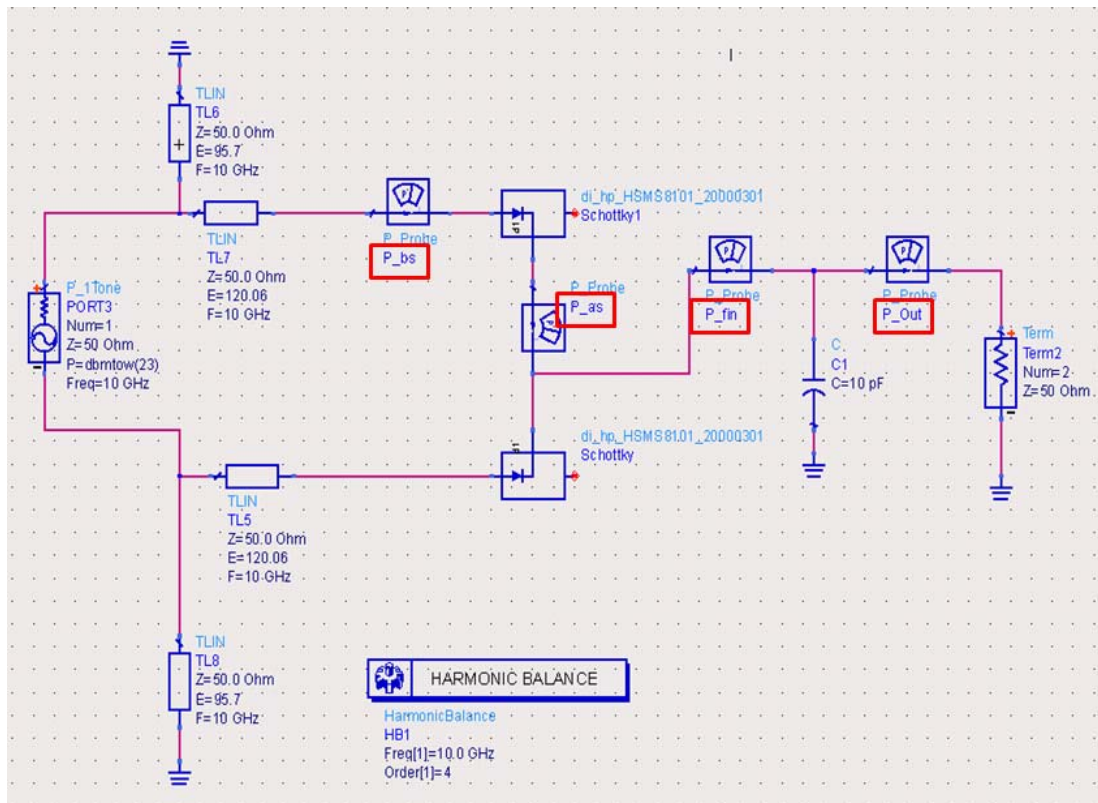 TLIN
TL6
Z=50.0 Ohm
E=95.7
F=10 GHz
P_Probe
P_bs
di_hp_HSMS8101_20000301
Schottky1
TLIN
TL7
Z=50.0 Ohm
E=120.06
F=10 GHz
P_1Tone
PORT3
Num=1
Z=50 Ohm
P=dbmtow(23)
Freq=10 GHz
P_Probe
P_as
P_Probe
P_fin
P_Probe
P_Out
C
C1
C=10 pF
Term
Term2
Num=2
Z=50 Ohm
di_hp_HSMS8101_20000301
Schottky
TLIN
TL5
Z=50.0 Ohm
E=120.06
F=10 GHz
TLIN
TL8
Z=50.0 Ohm
E=95.7
F=10 GHz
HARMONIC BALANCE
HarmonicBalance
HB1
Freq[1]=10.0 GHz
Order[1]=4